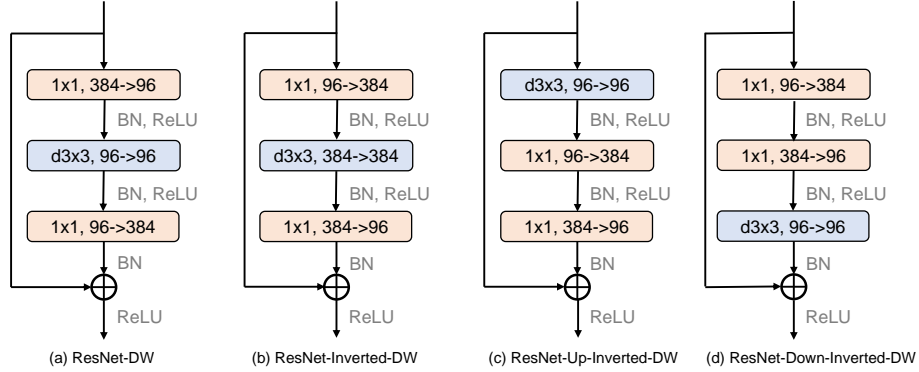 1x1, 384->96
BN, ReLU
d3x3, 96->96
BN, ReLU
1x1, 96->384
BN
ReLU
(a) ResNet-DW
1x1, 96->384
BN, ReLU
d3x3, 384->384
BN, ReLU
1x1, 384->96
BN
ReLU
(b) ResNet-Inverted-DW
d3x3, 96->96
BN, ReLU
1x1, 96->384
BN, ReLU
1x1, 384->96
BN
ReLU
(c) ResNet-Up-Inverted-DW
1x1, 96->384
BN, ReLU
1x1, 384->96
BN, ReLU
d3x3, 96->96
BN
ReLU
(d) ResNet-Down-Inverted-DW